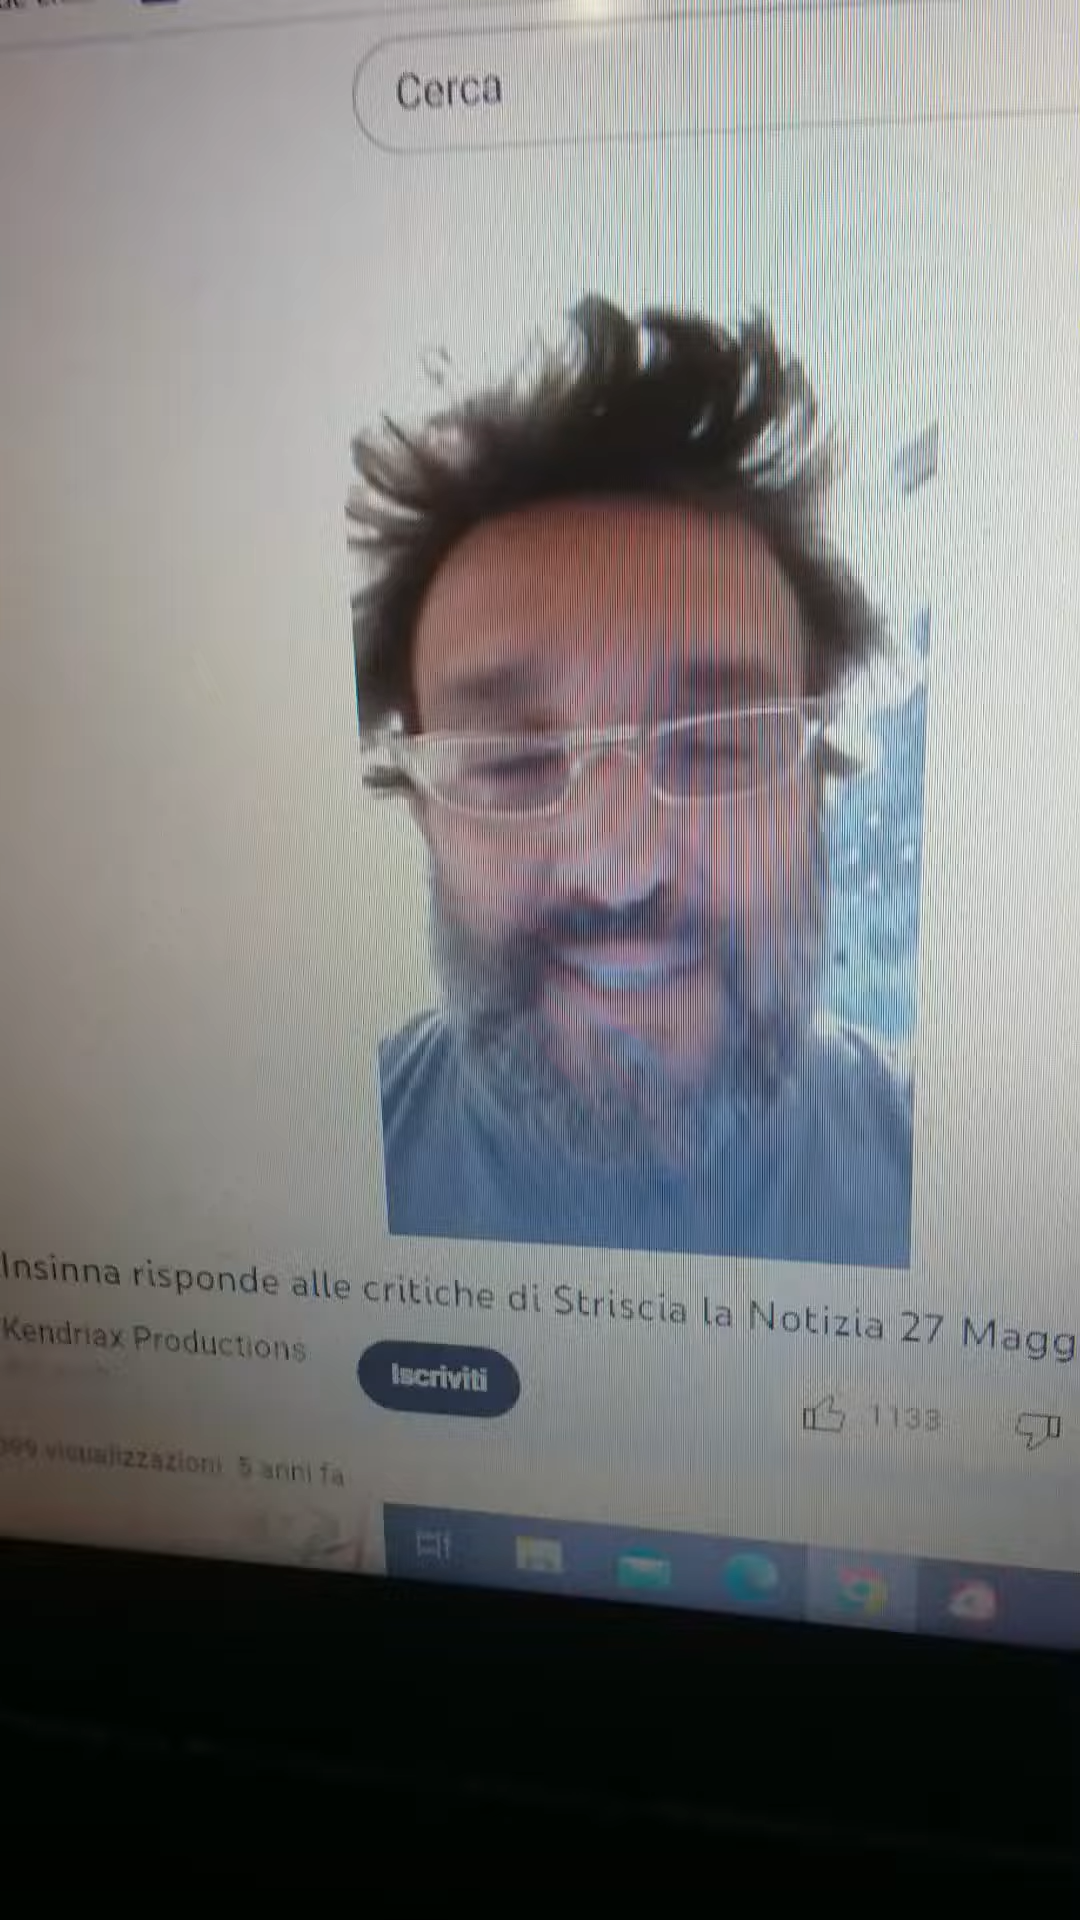 Cerca
Insinna risponde alle critiche di Striscia la Notizia 27 Magg
Kendriax Productions
Iscriviti
1133
099 visualizzazioni 5 anni fa